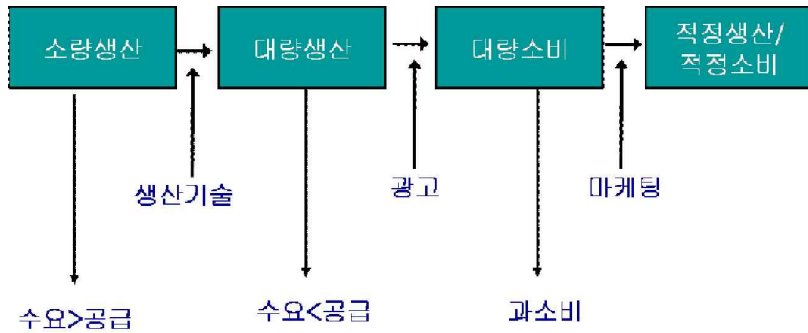 소량생산
대량생산
대량소비
적정생산/
적정소비
생산기술
광고
마케팅
수요>공급
수요<공급
과소비